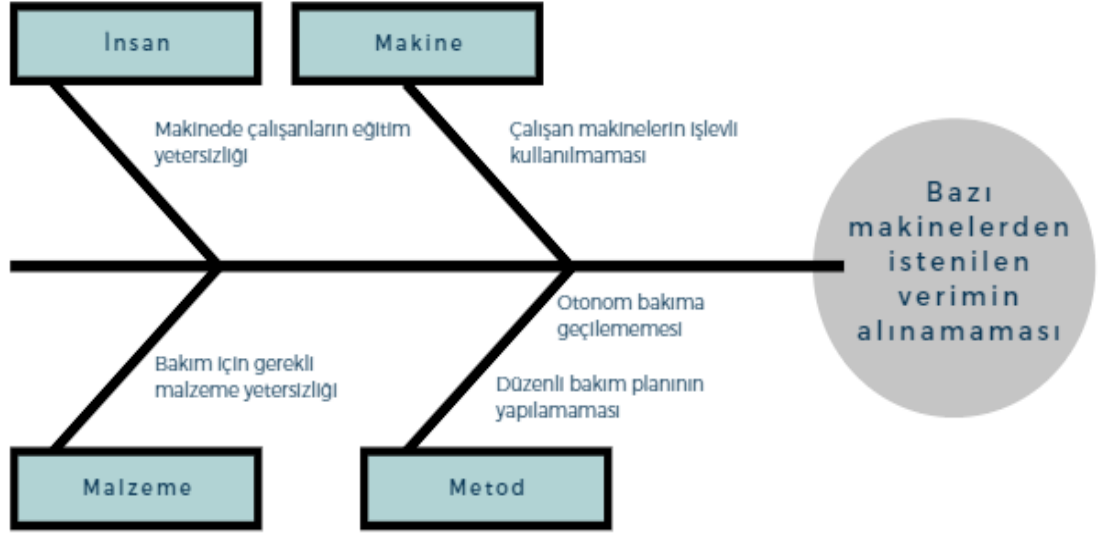 İnsan
Makine
Makinede çalışanların eğitim
yetersizliği
Çalışan makinelerin işlevli
kullanılmaması
Bazı
makinelerden
istenilen
verimin
alınamaması
Otonom bakıma
geçilememesi
Bakım için gerekli
malzeme yetersizliği
Düzenli bakım planının
yapılamaması
Malzeme
Metod